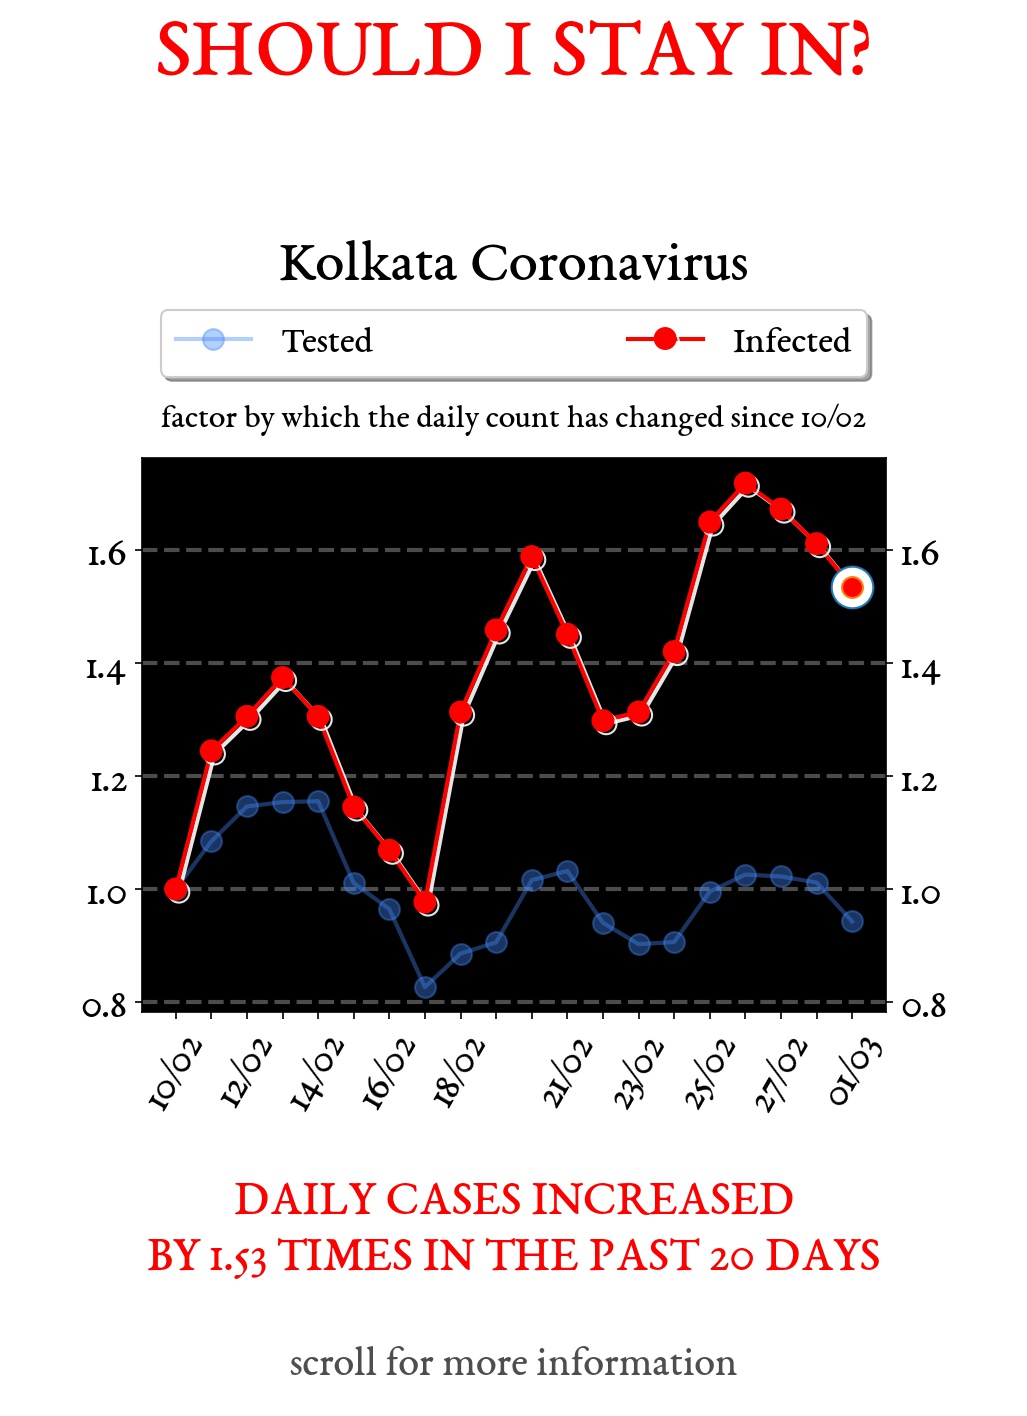 SHOULD I STAY IN?
Kolkata Coronavirus
Tested Infected
factor by which the daily count has changed since 10/02
1.6 1.6
1.4 1.4
1.2 1.2
1.0 1.0
0.8 0.8
10/02 12/02 14/02 16/02 18/02 21/02 23/02 25/02 27/02 01/03
DAILY CASES INCREASED
BY 1.53 TIMES IN THE PAST 20 DAYS
scroll for more information